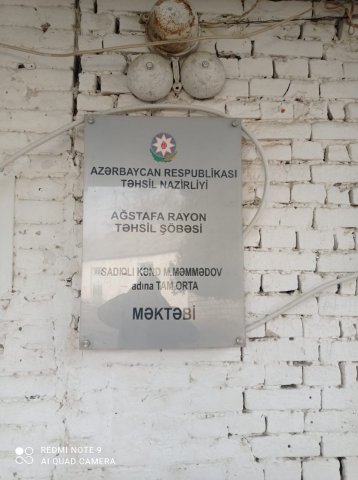 AZƏRBAYCAN RESPUBLİKASI
TƏHSİL NAZİRLİYİ
AĞSTAFA RAYON
TƏHSİL ŞÖBƏSİ
SADIQLI KƏND M.MƏMMƏDOV
adına TAM ORTA
MƏKTƏBİ
REDMI NOTE 9
AI QUAD CAMERA